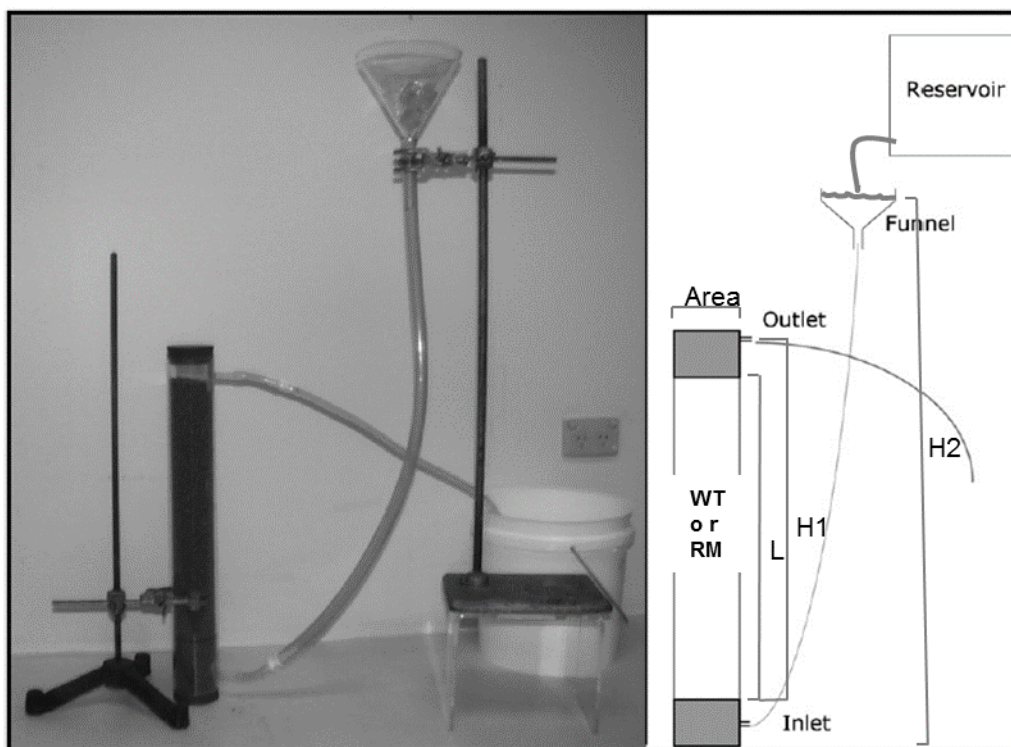 Reservoir
Funnel
Area
Outlet
H2
WT
o r
RM
H1
L
Inlet